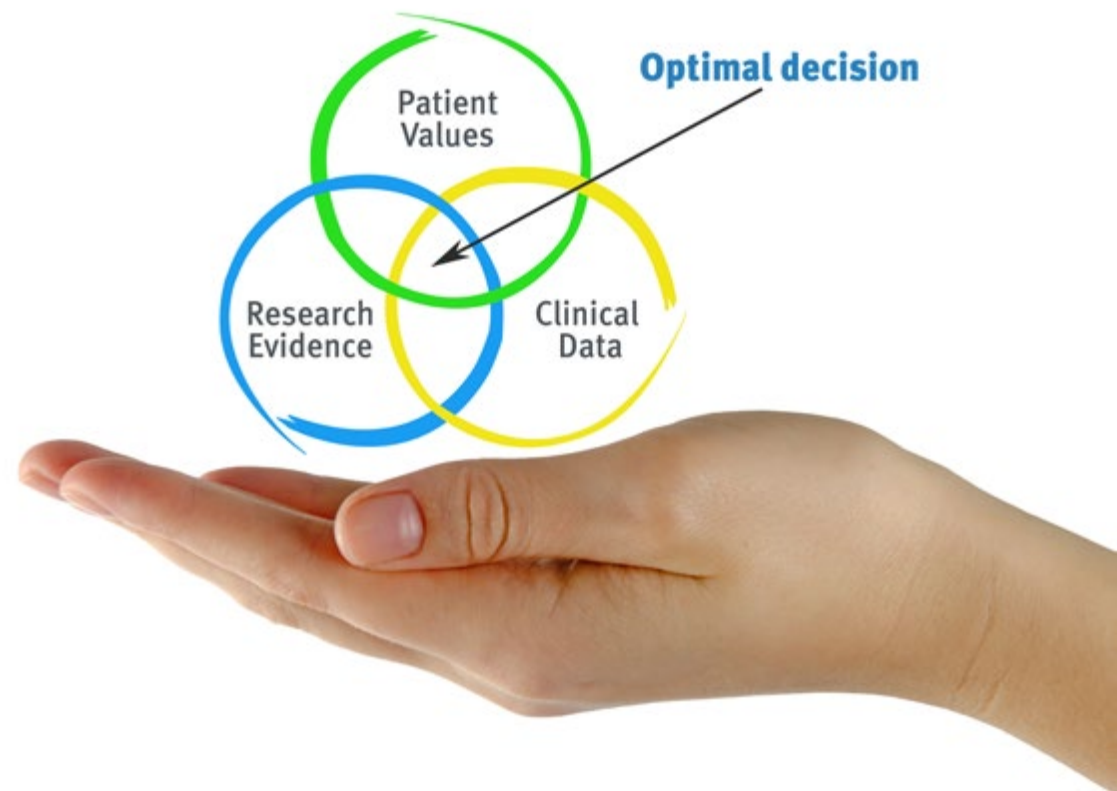 Optimal decision
Patient
Values
Research
Evidence
Clinical
Data